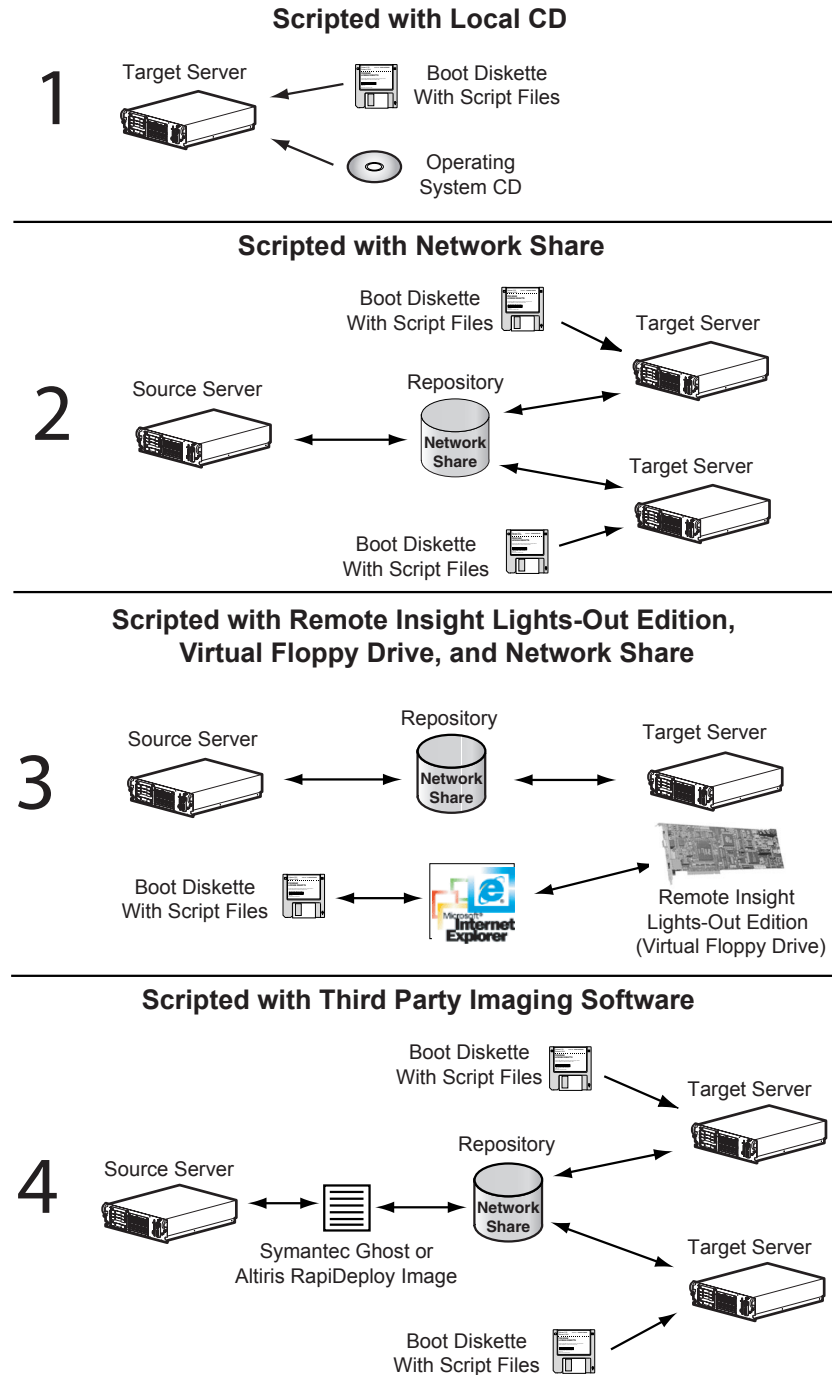 Scripted with Local CD
1
Target Server
Boot Diskette
With Script Files
Operating
System CD
Scripted with Network Share
2
Boot Diskette
With Script Files
Target Server
Source Server
Repository
Network
Share
Target Server
Boot Diskette
With Script Files
Scripted with Remote Insight Lights-Out Edition,
Virtual Floppy Drive, and Network Share
3
Source Server
Repository
Network
Share
Target Server
Boot Diskette
With Script Files
Microsoft®
Internet
Explorer
Remote Insight
Lights-Out Edition
(Virtual Floppy Drive)
Scripted with Third Party Imaging Software
4
Boot Diskette
With Script Files
Target Server
Source Server
Repository
Network
Share
Symantec Ghost or
Altiris RapiDeploy Image
Target Server
Boot Diskette
With Script Files